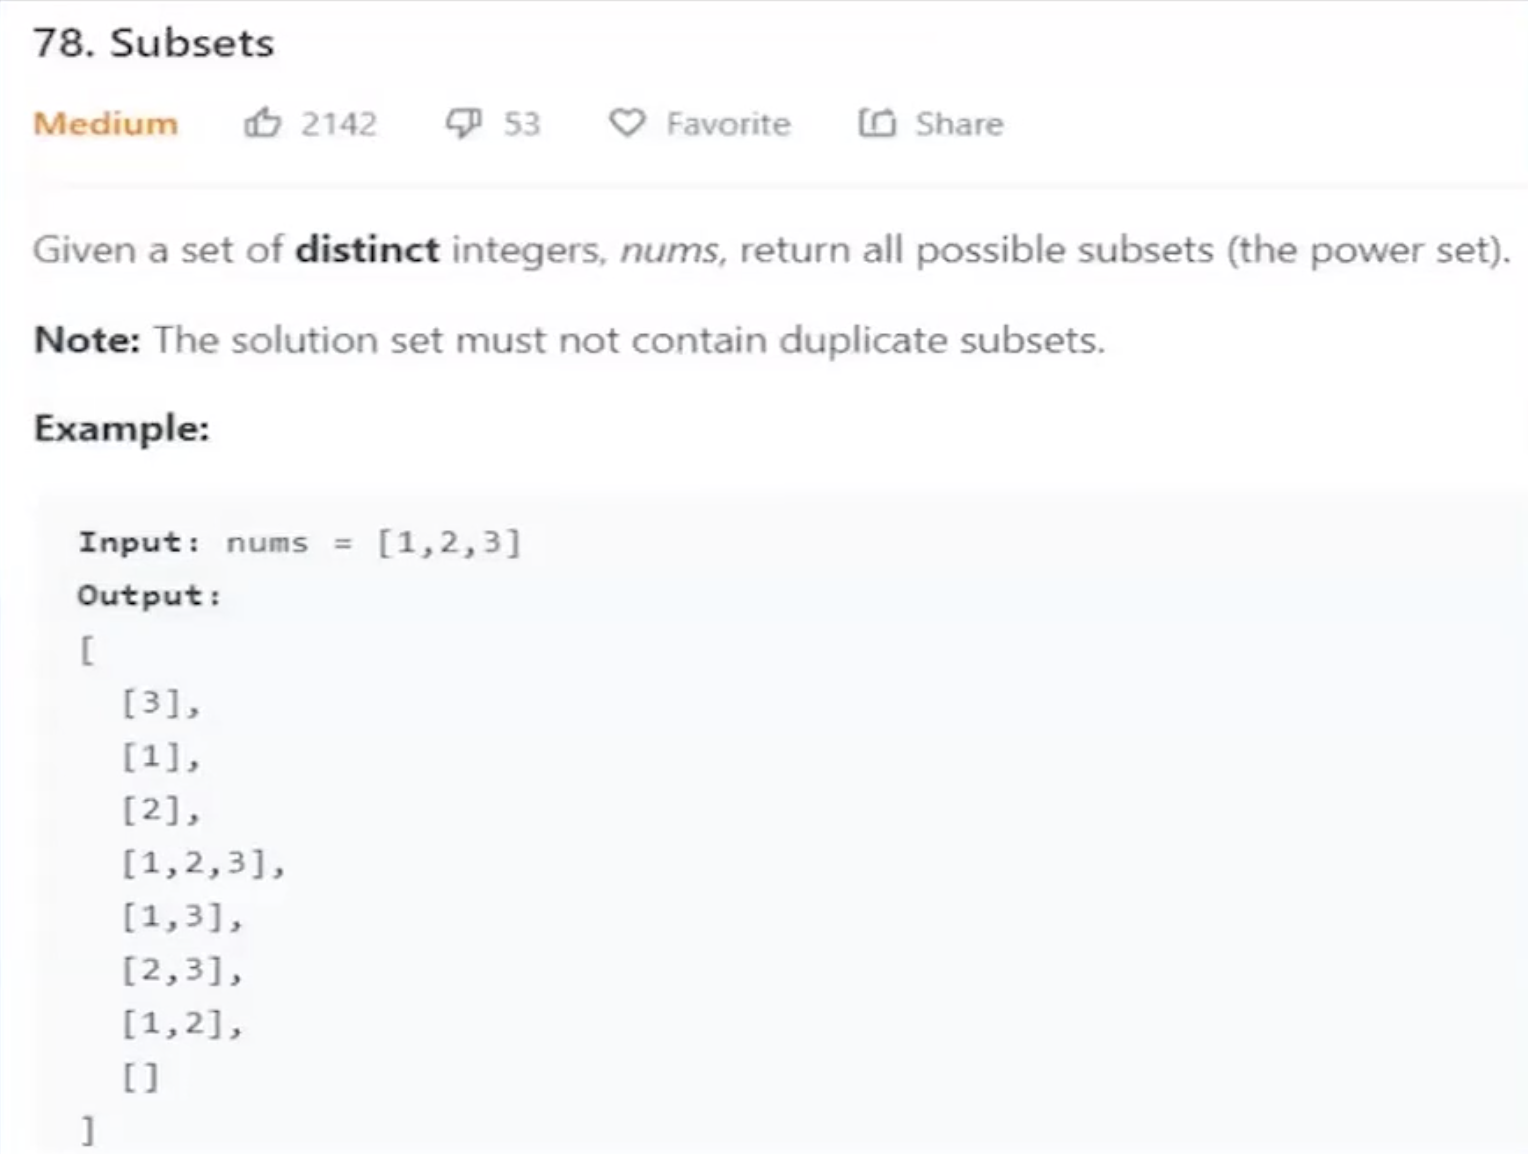 78. Subsets
Medium 2142 53 Favorite Share
Given a set of distinct integers, nums, return all possible subsets (the power set).
Note: The solution set must not contain duplicate subsets.
Example:
Input: nums = [1,2,3]
Output:
[
[3],
[1],
[2],
[1,2,3],
[1,3],
[2,3],
[1,2],
[]
]